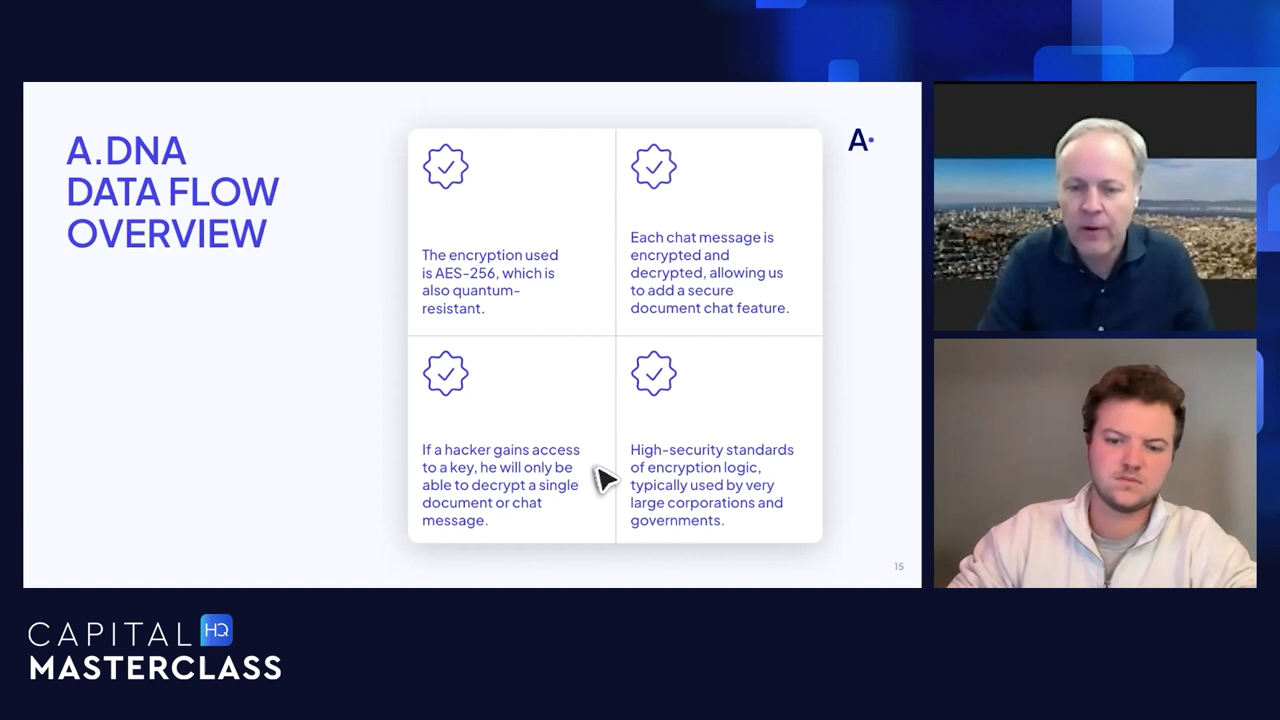 A.DNA
DATA FLOW
OVERVIEW
A.
The encryption used
is AES-256, which is
also quantum-
resistant.
Each chat message is
encrypted and
decrypted, allowing us
to add a secure
document chat feature.
If a hacker gains access
to a key, he will only be
able to decrypt a single
document or chat
message.
High-security standards
of encryption logic,
typically used by very
large corporations and
governments.
15
CAPITAL HQ
MASTERCLASS